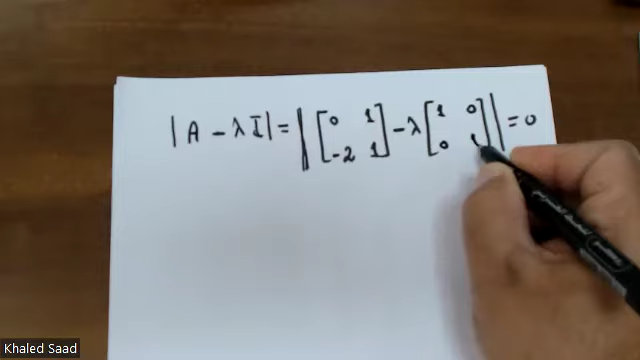 |A - λI| = |[0 1; -2 1] - λ[1 0; 0 1]| = 0
Khaled Saad